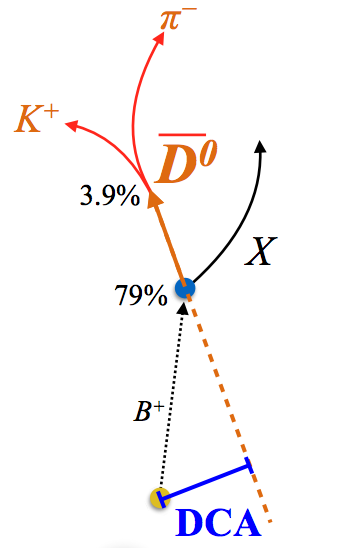 π⁻
K⁺
D̅⁰
3.9%
X
79%
B⁺
DCA